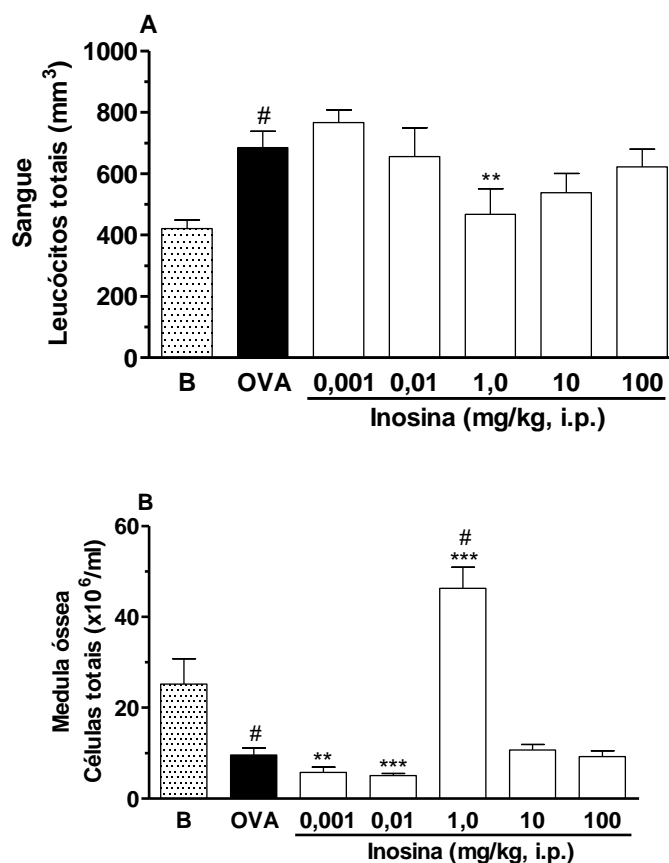 A
Sangue
Leucócitos totais (mm³)
1000
800
600
400
200
0
#
**
B OVA 0,001 0,01 1,0 10 100
Inosina (mg/kg, i.p.)
B
Medula óssea
Células totais (x10⁶/ml)
60
40
20
0
#
***
#
**
***
B OVA 0,001 0,01 1,0 10 100
Inosina (mg/kg, i.p.)